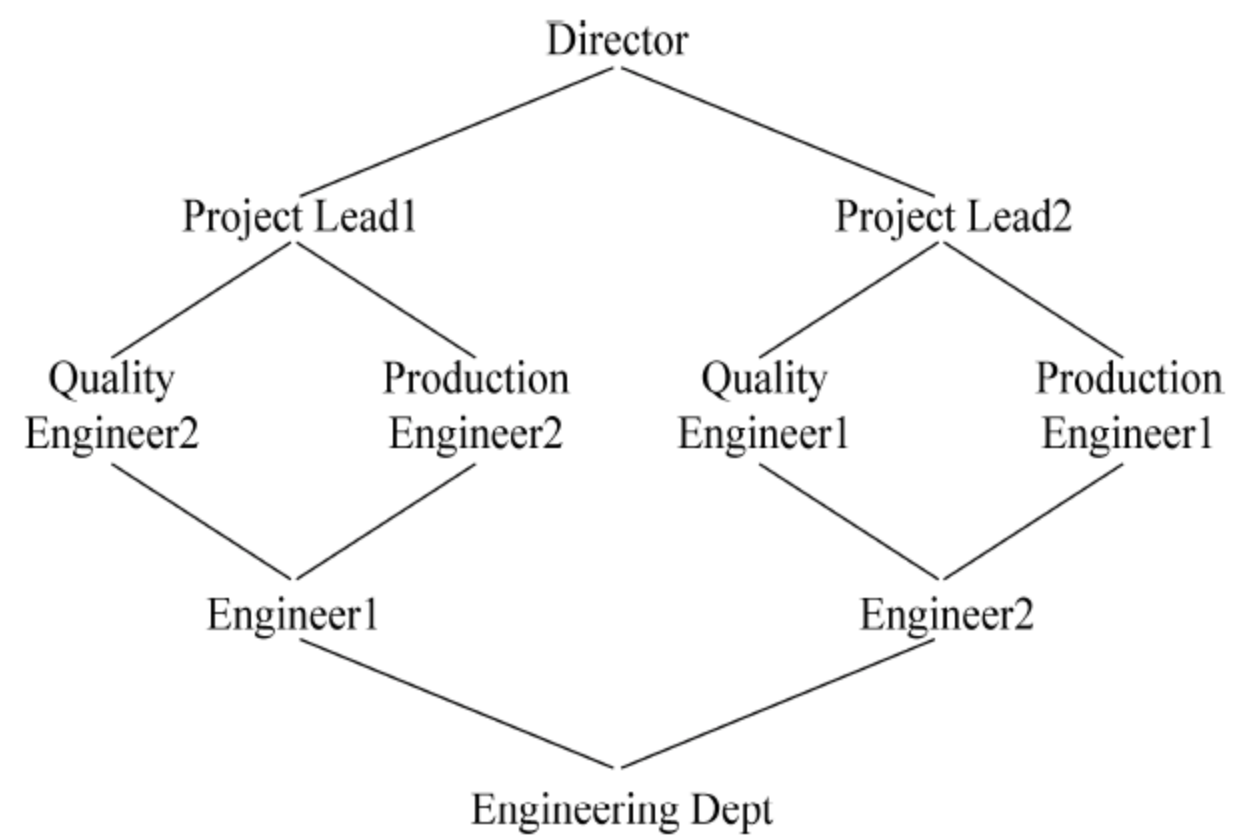 Director
Project Lead1
Project Lead2
Quality
Engineer2
Production
Engineer2
Quality
Engineer1
Production
Engineer1
Engineer1
Engineer2
Engineering Dept